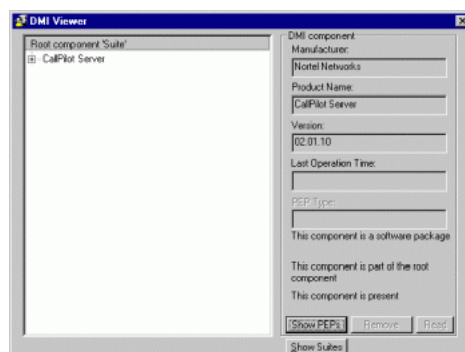 DMI Viewer
Root component 'Suite'
CallPilot Server
DMI component
Manufacturer:
Nortel Networks
Product Name:
CallPilot Server
Version:
02.01.10
Last Operation Time:
PEP Type:
This component is a software package
This component is part of the root
component
This component is present
Show PEPs
Remove
Read
Show Suites